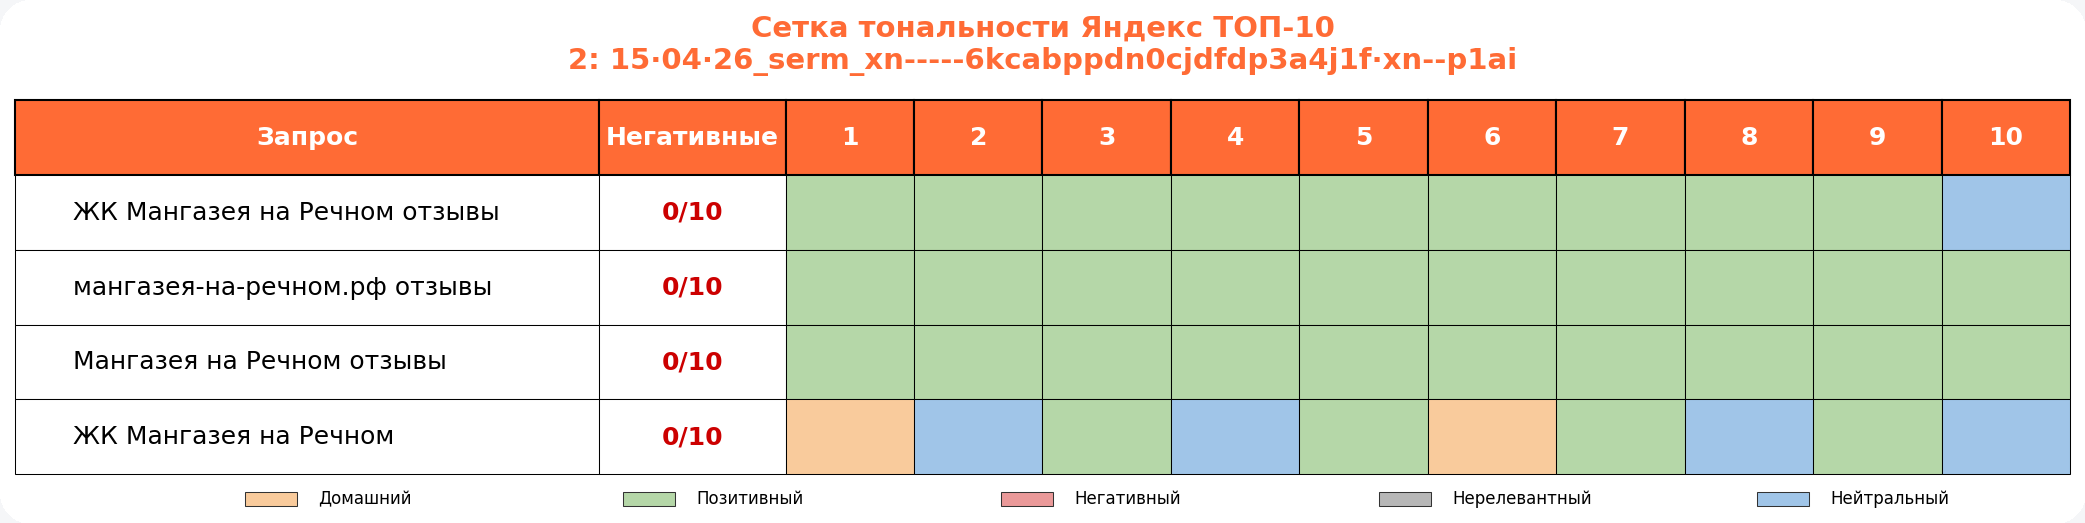 Сетка тональности Яндекс ТОП-10
2: 15·04·26_serm_xn-----6kcabppdn0cjdfdp3a4j1f·xn--p1ai
Запрос Негативные 1 2 3 4 5 6 7 8 9 10
ЖК Мангазея на Речном отзывы 0/10
мангазея-на-речном.рф отзывы 0/10
Мангазея на Речном отзывы 0/10
ЖК Мангазея на Речном 0/10
Домашний Позитивный Негативный Нерелевантный Нейтральный